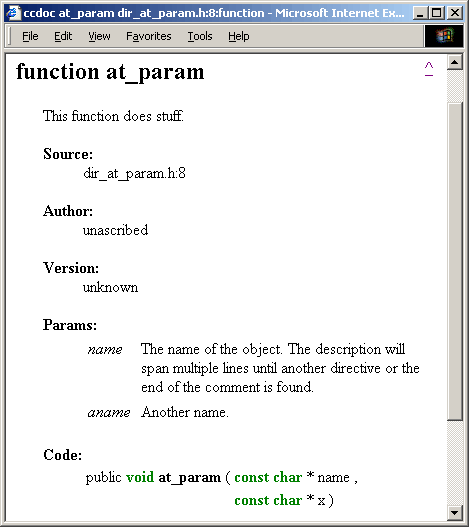 ccdoc at_param dir_at_param.h:8:function - Microsoft Internet Ex...
File Edit View Favorites Tools Help
function at_param ^
This function does stuff.
Source:
dir_at_param.h:8
Author:
unascribed
Version:
unknown
Params:
name The name of the object. The description will
span multiple lines until another directive or the
end of the comment is found.
aname Another name.
Code:
public void at_param ( const char * name ,
const char * x )